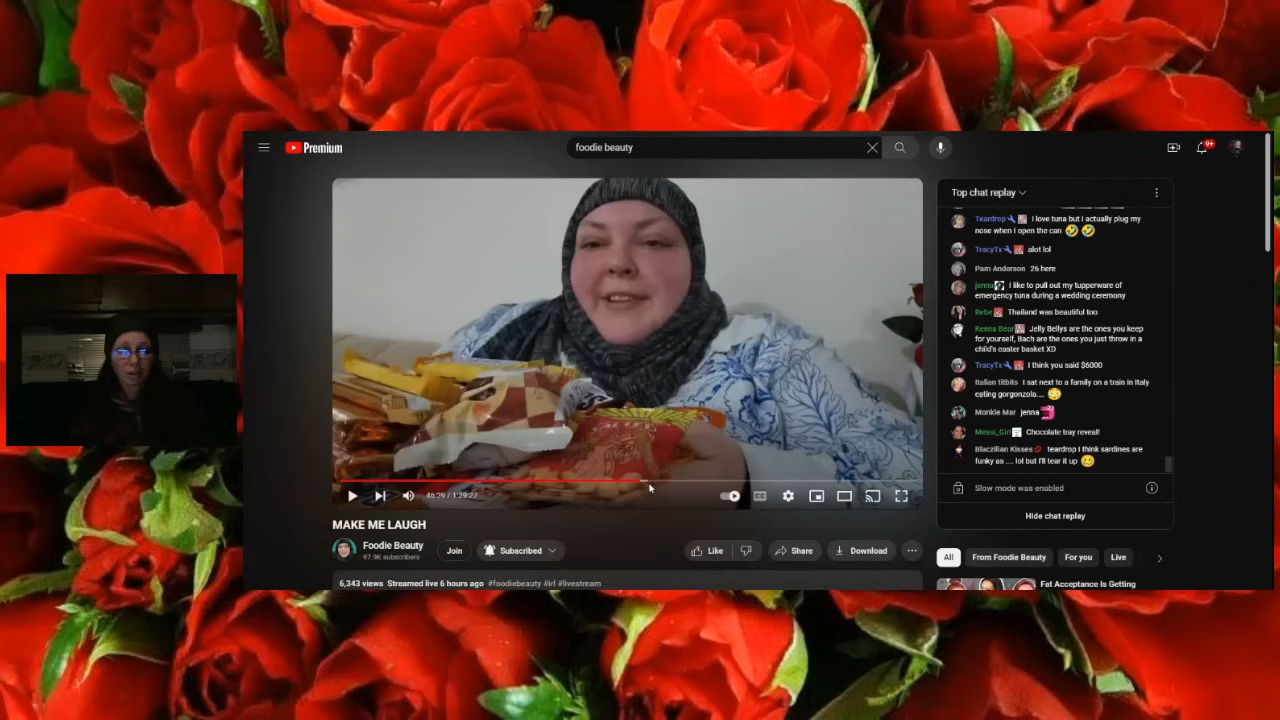 Premium
foodie beauty
9+
Top chat replay
Teardrop I love tuna but I actually plug my
nose when I open the can
TracyTx alot lol
Pam Anderson 26 here
jenna I like to pull out my tupperware of
emergency tuna during a wedding ceremony
Rebe Thailand was beautiful too
Keena Bear Jelly Bellys are the ones you keep
for yourself, Bach are the ones you just throw in a
child's easter basket XD
TracyTx I think you said $6000
Italien titbits I sat next to a family on a train in Italy
eating gorgonzola....
Monkie Mar jenna
Messi_Girl Chocolate tray reveal!
Blaczilian Kisses teardrop I think sardines are
funky as .... lol but I'll tear it up
46:39 / 1:29:27
Slow mode was enabled
Hide chat replay
MAKE ME LAUGH
Foodie Beauty
97.9K subscribers
Join
Subscribed
Like
Share
Download
All
From Foodie Beauty
For you
Live
6,343 views Streamed live 6 hours ago #foodiebeauty #irl #livestream
Fat Acceptance Is Getting